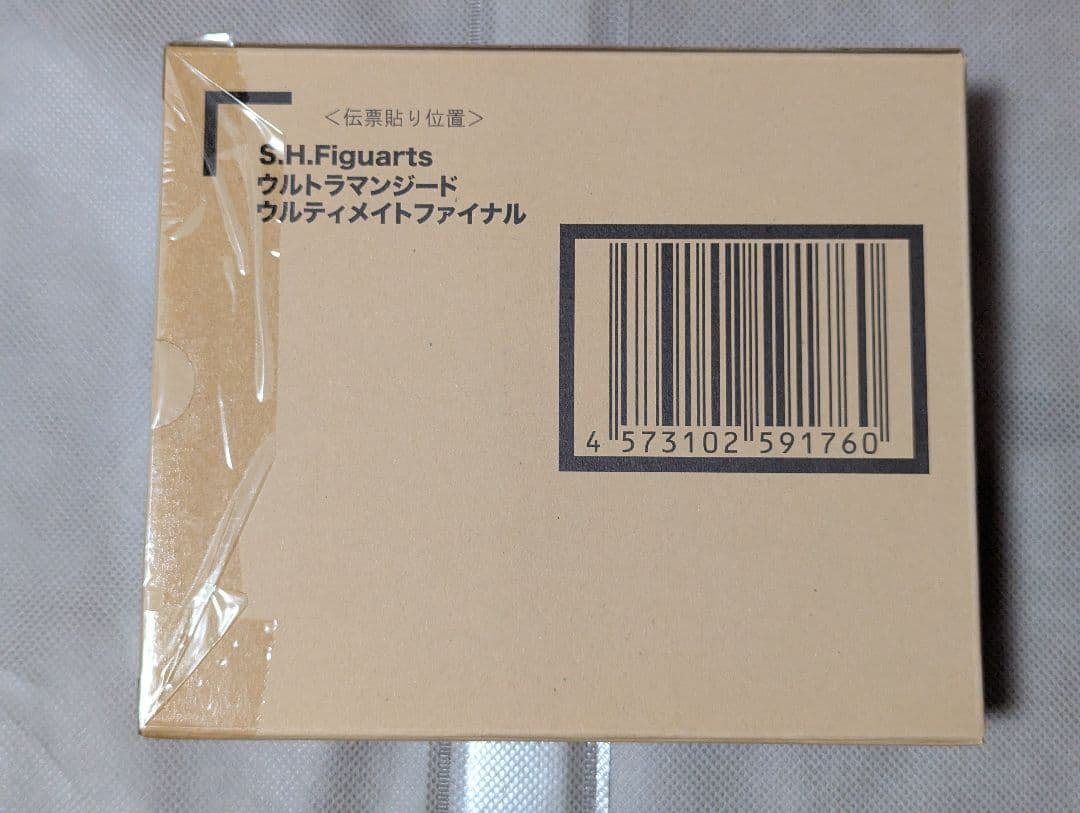 ＜伝票貼り位置＞
S.H.Figuarts
ウルトラマンジード
ウルティメイトファイナル
4 573102 591760